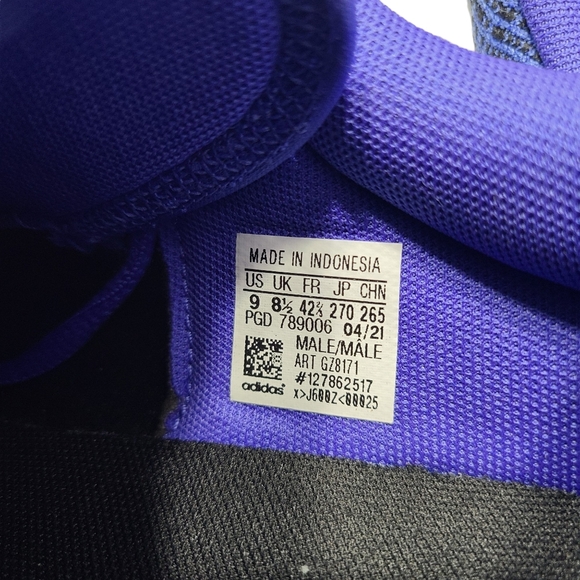 MADE IN INDONESIA
US UK FR JP CHN
9 8½ 42⅔ 270 265
PGD 789006 04/21
MALE/MÂLE
ART GZ8171
#127862517
adidas® x>J600Z<00025